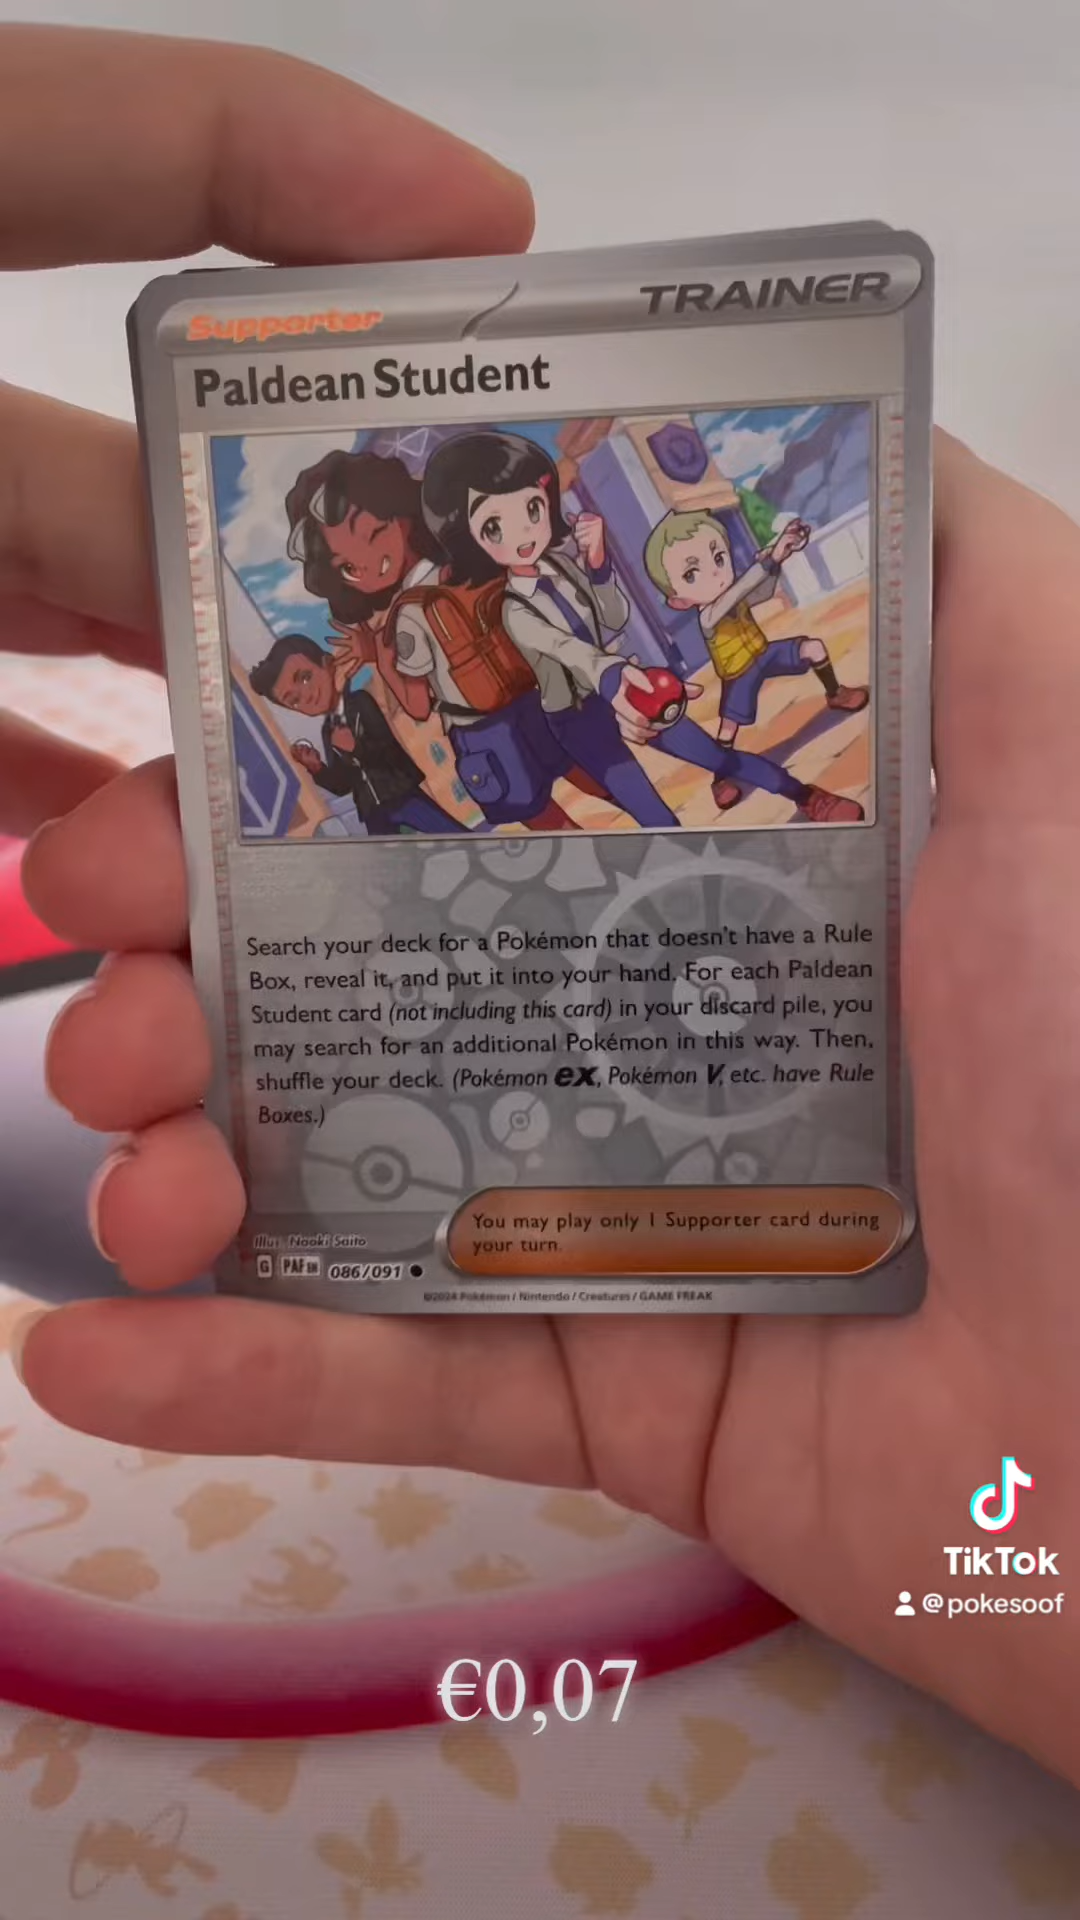 Supporter
TRAINER
Paldean Student
Search your deck for a Pokémon that doesn't have a Rule
Box, reveal it, and put it into your hand. For each Paldean
Student card (not including this card) in your discard pile, you
may search for an additional Pokémon in this way. Then,
shuffle your deck. (Pokémon ex, Pokémon V, etc. have Rule
Boxes.)
You may play only 1 Supporter card during
your turn.
Illus. Naoki Saito
G PAF EN 086/091
©2024 Pokémon / Nintendo / Creatures / GAME FREAK
TikTok
@pokesoof
€0,07